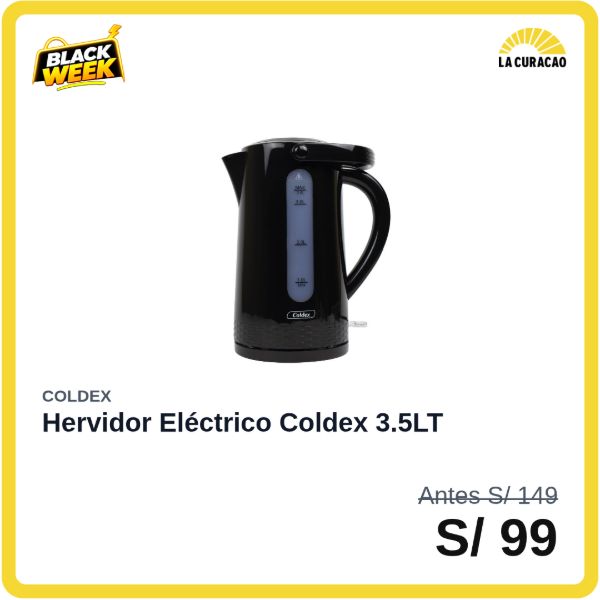 BLACK
WEEK
LA CURACAO
Coldex
COLDEX
Hervidor Eléctrico Coldex 3.5LT
Antes S/ 149
S/ 99